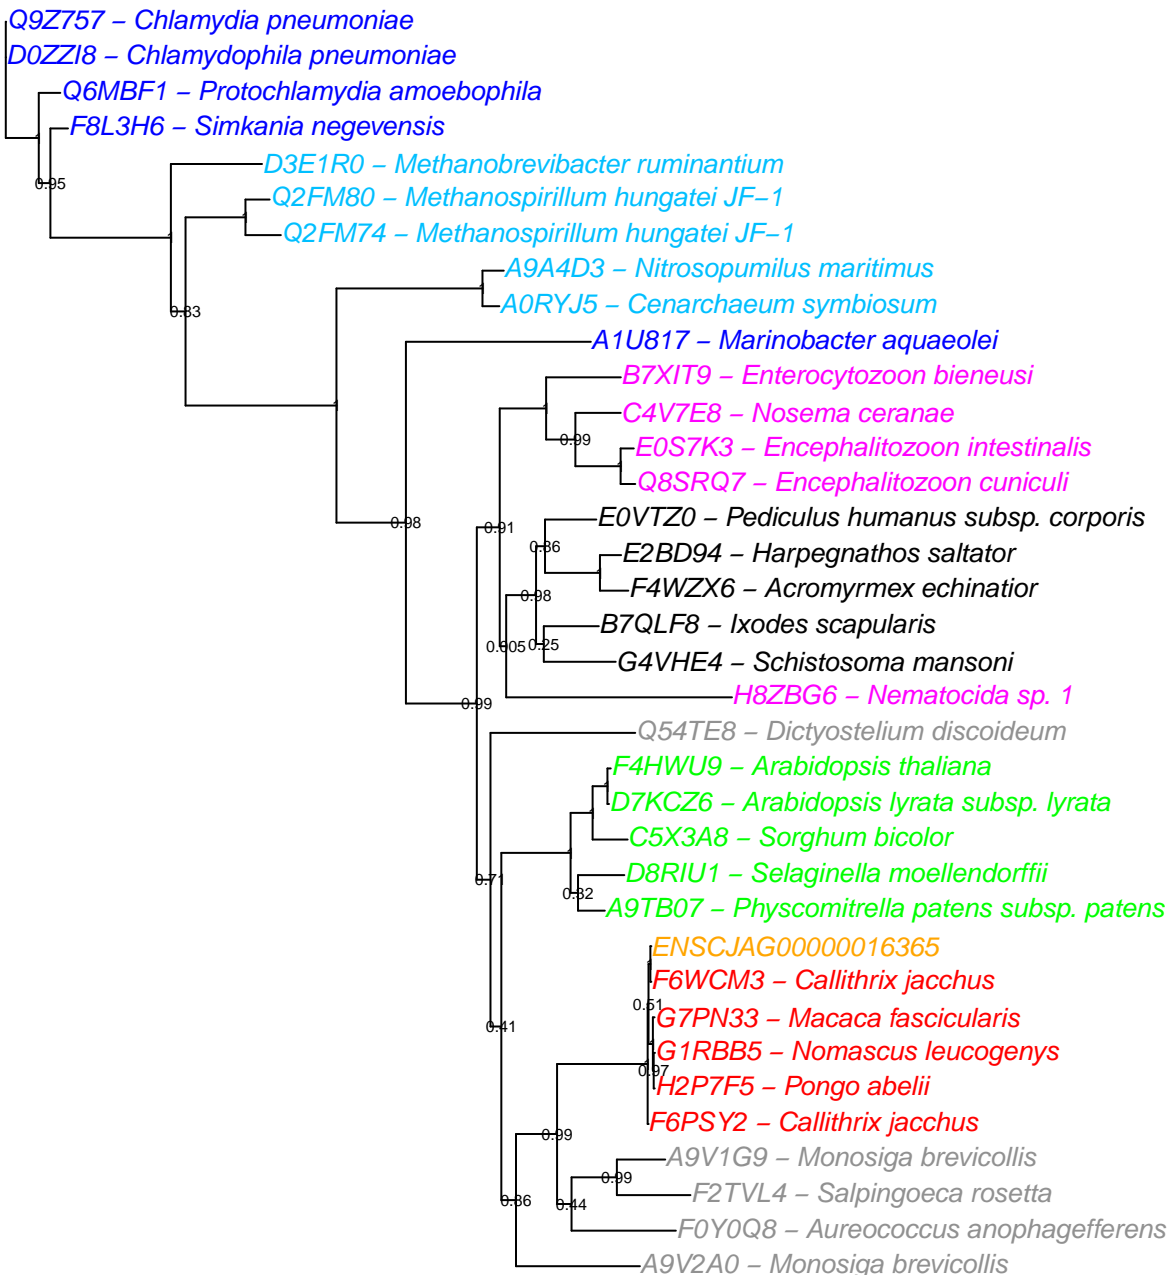 Q9Z757 − Chlamydia pneumoniae
D0ZZI8 − Chlamydophila pneumoniae
Q6MBF1 − Protochlamydia amoebophila
F8L3H6 − Simkania negevensis
D3E1R0 − Methanobrevibacter ruminantium
0.95
Q2FM80 − Methanospirillum hungatei JF−1
Q2FM74 − Methanospirillum hungatei JF−1
A9A4D3 − Nitrosopumilus maritimus
A0RYJ5 − Cenarchaeum symbiosum
0.83
A1U817 − Marinobacter aquaeolei
B7XIT9 − Enterocytozoon bieneusi
C4V7E8 − Nosema ceranae
0.99
E0S7K3 − Encephalitozoon intestinalis
Q8SRQ7 − Encephalitozoon cuniculi
E0VTZ0 − Pediculus humanus subsp. corporis
0.98
0.91
0.86
E2BD94 − Harpegnathos saltator
F4WZX6 − Acromyrmex echinatior
0.98
B7QLF8 − Ixodes scapularis
0.005
0.25
G4VHE4 − Schistosoma mansoni
H8ZBG6 − Nematocida sp. 1
0.99
Q54TE8 − Dictyostelium discoideum
F4HWU9 − Arabidopsis thaliana
D7KCZ6 − Arabidopsis lyrata subsp. lyrata
C5X3A8 − Sorghum bicolor
D8RIU1 − Selaginella moellendorffii
0.71
0.82
A9TB07 − Physcomitrella patens subsp. patens
ENSCJAG00000016365
F6WCM3 − Callithrix jacchus
0.51
G7PN33 − Macaca fascicularis
0.41
G1RBB5 − Nomascus leucogenys
0.97
H2P7F5 − Pongo abelii
F6PSY2 − Callithrix jacchus
0.99
A9V1G9 − Monosiga brevicollis
0.99
F2TVL4 − Salpingoeca rosetta
0.86
0.44
F0Y0Q8 − Aureococcus anophagefferens
A9V2A0 − Monosiga brevicollis